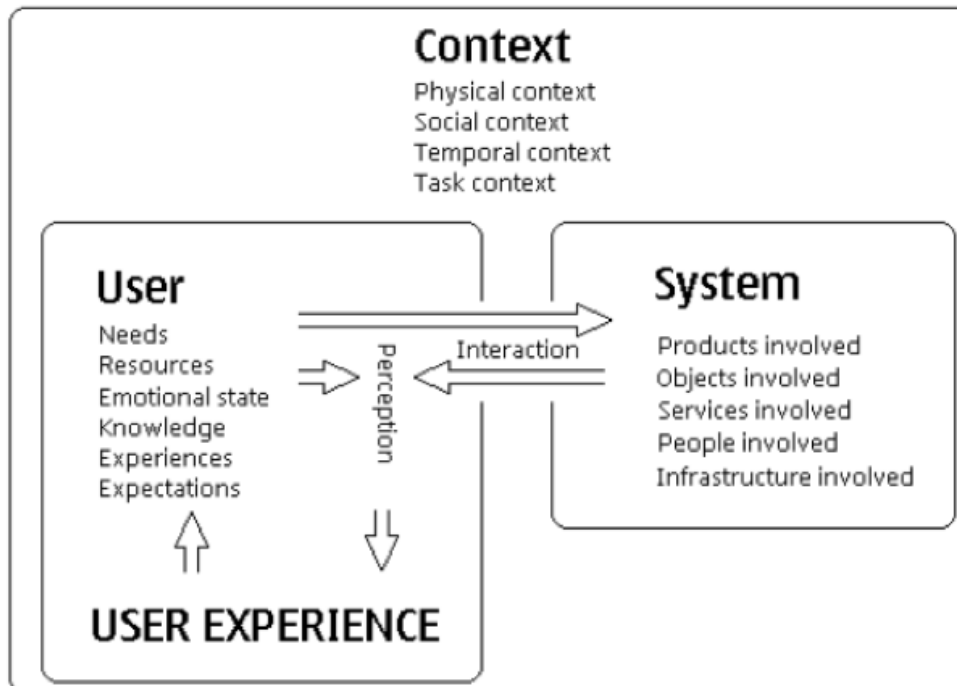 Context
Physical context
Social context
Temporal context
Task context
User
Needs
Resources
Emotional state
Knowledge
Experiences
Expectations
Perception
Interaction
System
Products involved
Objects involved
Services involved
People involved
Infrastructure involved
USER EXPERIENCE